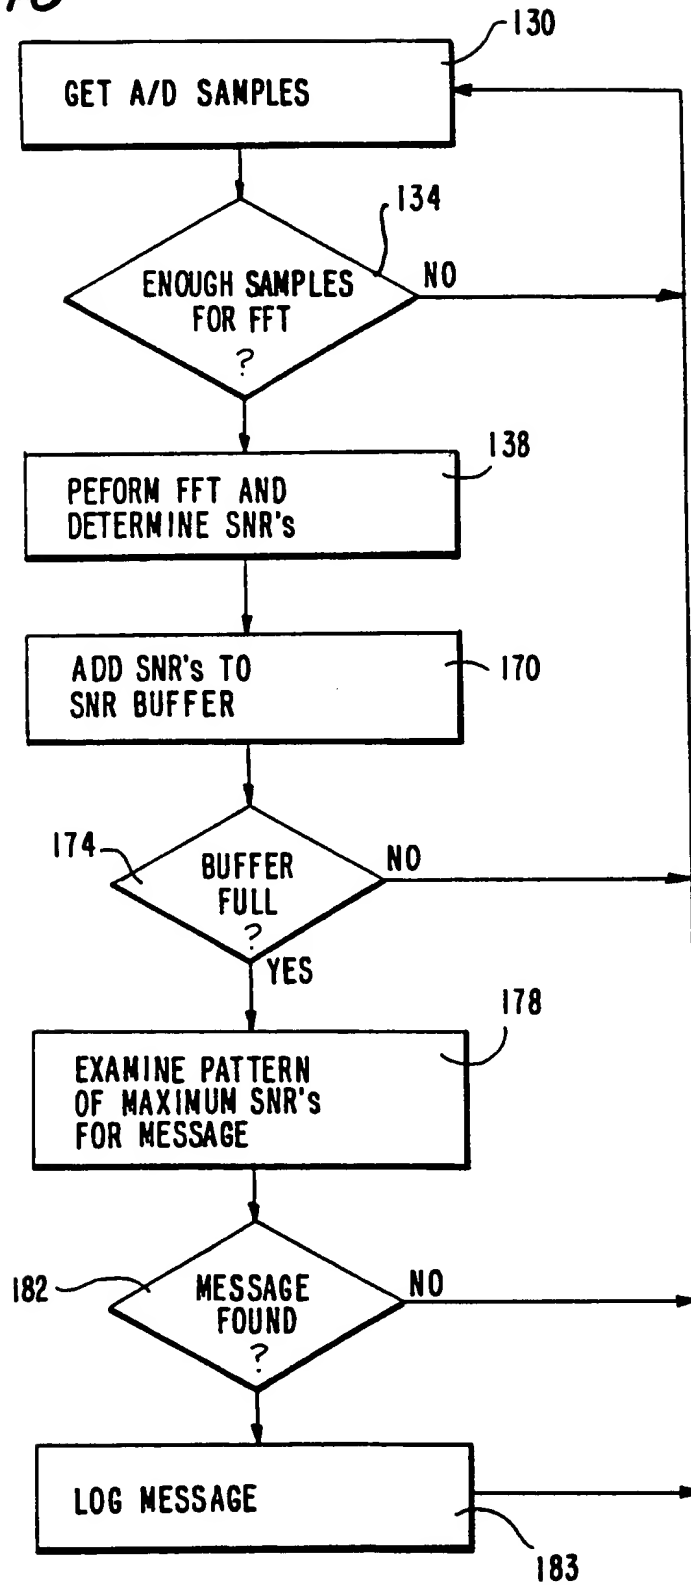 130
GET A/D SAMPLES
134
ENOUGH SAMPLES
FOR FFT
?
NO
138
PEFORM FFT AND
DETERMINE SNR's
170
ADD SNR's TO
SNR BUFFER
174
BUFFER
FULL
?
NO
YES
178
EXAMINE PATTERN
OF MAXIMUM SNR's
FOR MESSAGE
182
MESSAGE
FOUND
?
NO
LOG MESSAGE
183